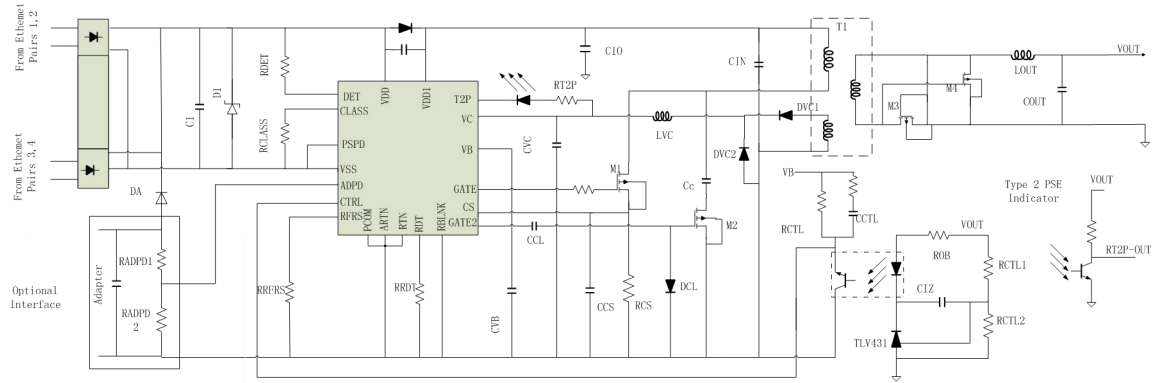 From Ethemet
Pairs 1,2
From Ethemet
Pairs 3,4
C1
D1
RDET
RCLASS
DET
CLASS
PSPD
VSS
ADPD
CTRL
RFRS
VDD
VDD1
T2P
VC
VB
GATE
CS
GATE2
PCOM
ARTN
RTN
RDT
RBLNK
DA
Optional
lnterface
Adapter
RADPD1
RADPD
2
RRFRS
RRDT
CVB
CIO
RT2P
CVC
LVC
M1
CCL
CCS
RCS
DCL
Cc
M2
CIN
DVC1
DVC2
T1
M3
M4
LOUT
COUT
VOUT
VB
RCTL
CCTL
VOUT
ROB
RCTL1
CIZ
RCTL2
TLV431
Type 2 PSE
Indicator
VOUT
RT2P-OUT